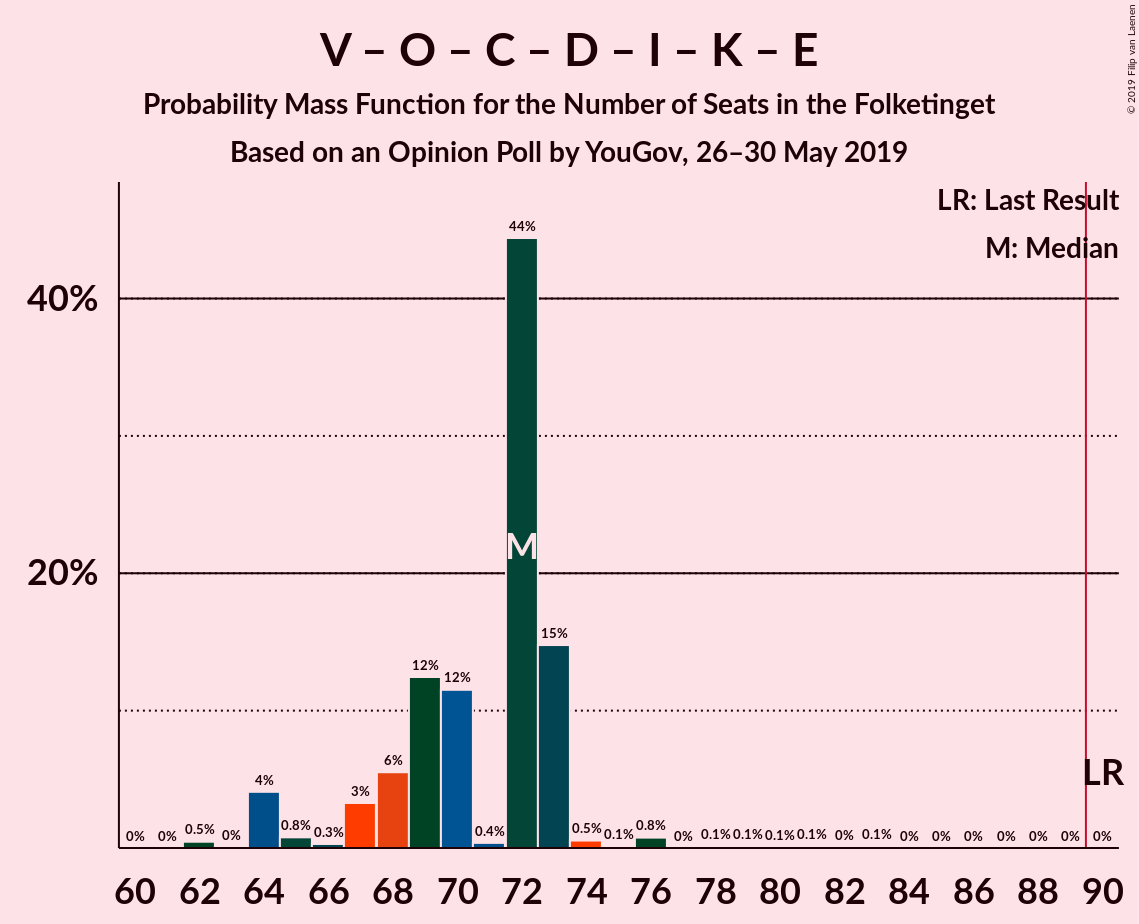 V – O – C – D – I – K – E
Probability Mass Function for the Number of Seats in the Folketinget
Based on an Opinion Poll by YouGov, 26–30 May 2019
© 2019 Filip van Laenen
LR: Last Result
M: Median
44%
40%
M
20%
15%
12%
12%
6%
LR
4%
3%
0% 0% 0.5% 0% 0.8% 0.3% 0.4% 0.5% 0.1% 0.8% 0% 0.1% 0.1% 0.1% 0.1% 0% 0.1% 0% 0% 0% 0% 0% 0% 0%
60 62 64 66 68 70 72 74 76 78 80 82 84 86 88 90